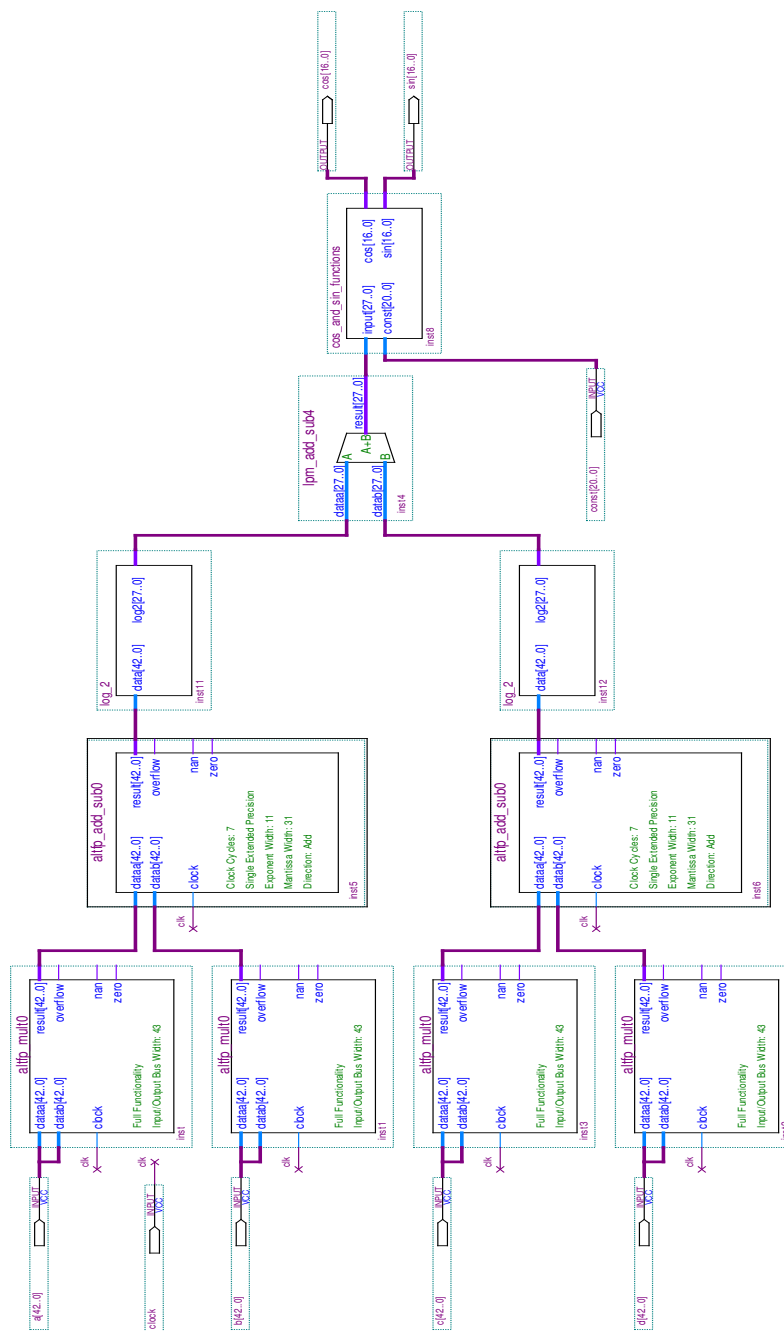 a[42..0]
INPUT
VCC
clock
INPUT
VCC
clk
b[42..0]
INPUT
VCC
c[42..0]
INPUT
VCC
d[42..0]
INPUT
VCC
altfp_mult0
dataa[42..0] result[42..0]
datab[42..0] overflow
clk
clock nan
zero
Full Functionality
Input/Output Bus Width: 43
inst
altfp_mult0
dataa[42..0] result[42..0]
datab[42..0] overflow
clk
clock nan
zero
Full Functionality
Input/Output Bus Width: 43
inst1
altfp_mult0
dataa[42..0] result[42..0]
datab[42..0] overflow
clk
clock nan
zero
Full Functionality
Input/Output Bus Width: 43
inst3
altfp_mult0
dataa[42..0] result[42..0]
datab[42..0] overflow
clk
clock nan
zero
Full Functionality
Input/Output Bus Width: 43
altfp_add_sub0
dataa[42..0] result[42..0]
datab[42..0] overflow
clk
clock nan
zero
Clock Cycles: 7
Single Extended Precision
Exponent Width: 11
Mantissa Width: 31
Direction: Add
inst5
altfp_add_sub0
dataa[42..0] result[42..0]
datab[42..0] overflow
clk
clock nan
zero
Clock Cycles: 7
Single Extended Precision
Exponent Width: 11
Mantissa Width: 31
Direction: Add
inst6
log_2
data[42..0] log2[27..0]
inst11
log_2
data[42..0] log2[27..0]
inst12
lpm_add_sub4
dataa[27..0] A
A+B result[27..0]
datab[27..0] B
inst4
const[20..0]
INPUT
VCC
cos_and_sin_functions
input[27..0] cos[16..0]
const[20..0] sin[16..0]
inst8
OUTPUT
cos[16..0]
OUTPUT
sin[16..0]